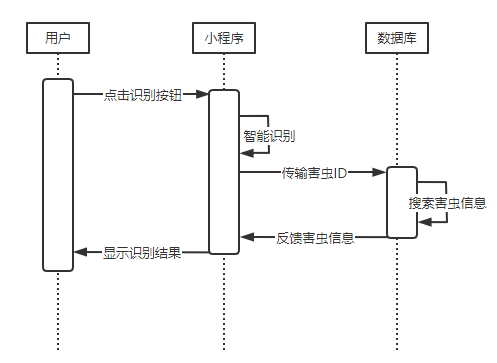 用户
小程序
数据库
点击识别按钮
智能识别
传输害虫ID
搜索害虫信息
反馈害虫信息
显示识别结果